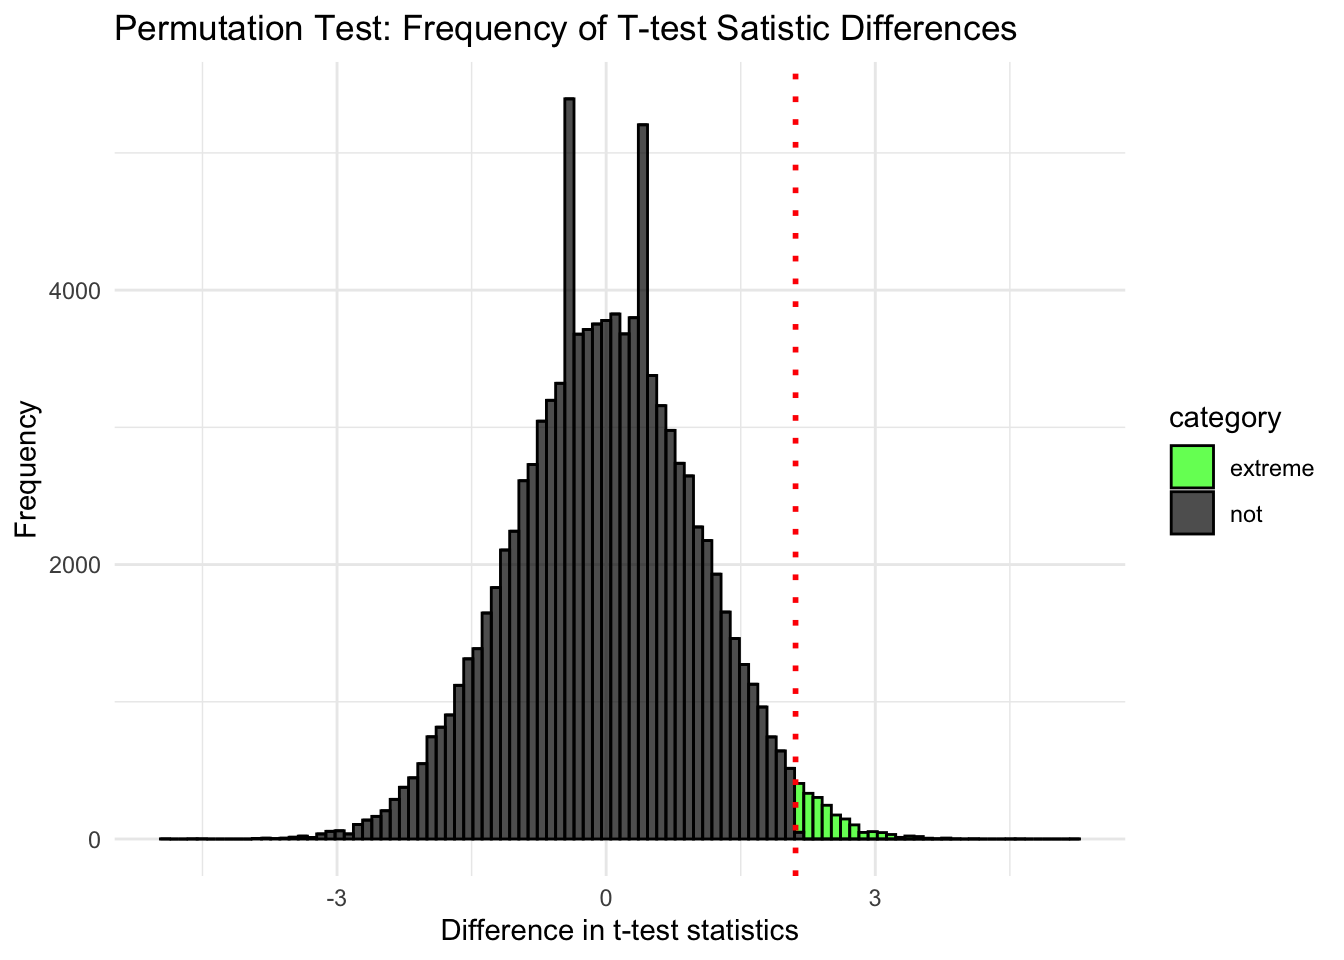 Permutation Test: Frequency of T-test Satistic Differences
Frequency
4000
2000
0
-3
0
3
Difference in t-test statistics
category
extreme
not